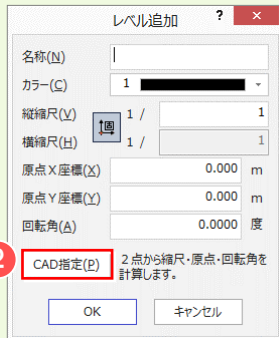 レベル追加 ? ×
名称(N)
カラー(C) 1
縦縮尺(V) 1 / 1
固
横縮尺(H) 1 / 1
原点X座標(X) 0.000 m
原点Y座標(Y) 0.000 m
回転角(A) 0.0000 度
2 CAD指定(P) 2点から縮尺・原点・回転角を
計算します。
OK キャンセル